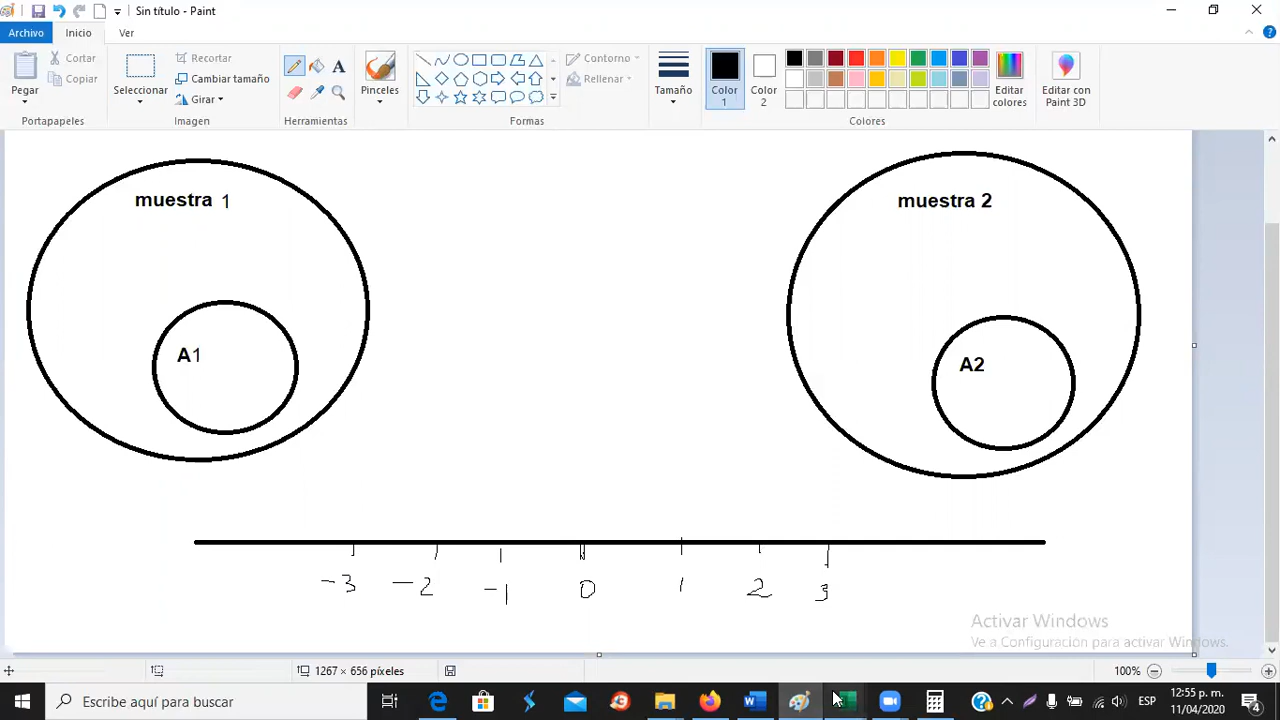 Sin título - Paint
Archivo Inicio Ver
Pegar
Cortar
Copiar
Portapapeles
Seleccionar
Recortar
Cambiar tamaño
Girar
Imagen
A
Herramientas
Pinceles
Contorno
Rellenar
Formas
Tamaño
Color 1
Color 2
Editar colores
Colores
Editar con Paint 3D
muestra 1
muestra 2
A1
A2
-3 -2 -1 0 1 2 3
Activar Windows
Ve a Configuración para activar Windows.
1267 × 656 píxeles
100%
Escribe aquí para buscar
ESP
12:55 p. m.
11/04/2020
4